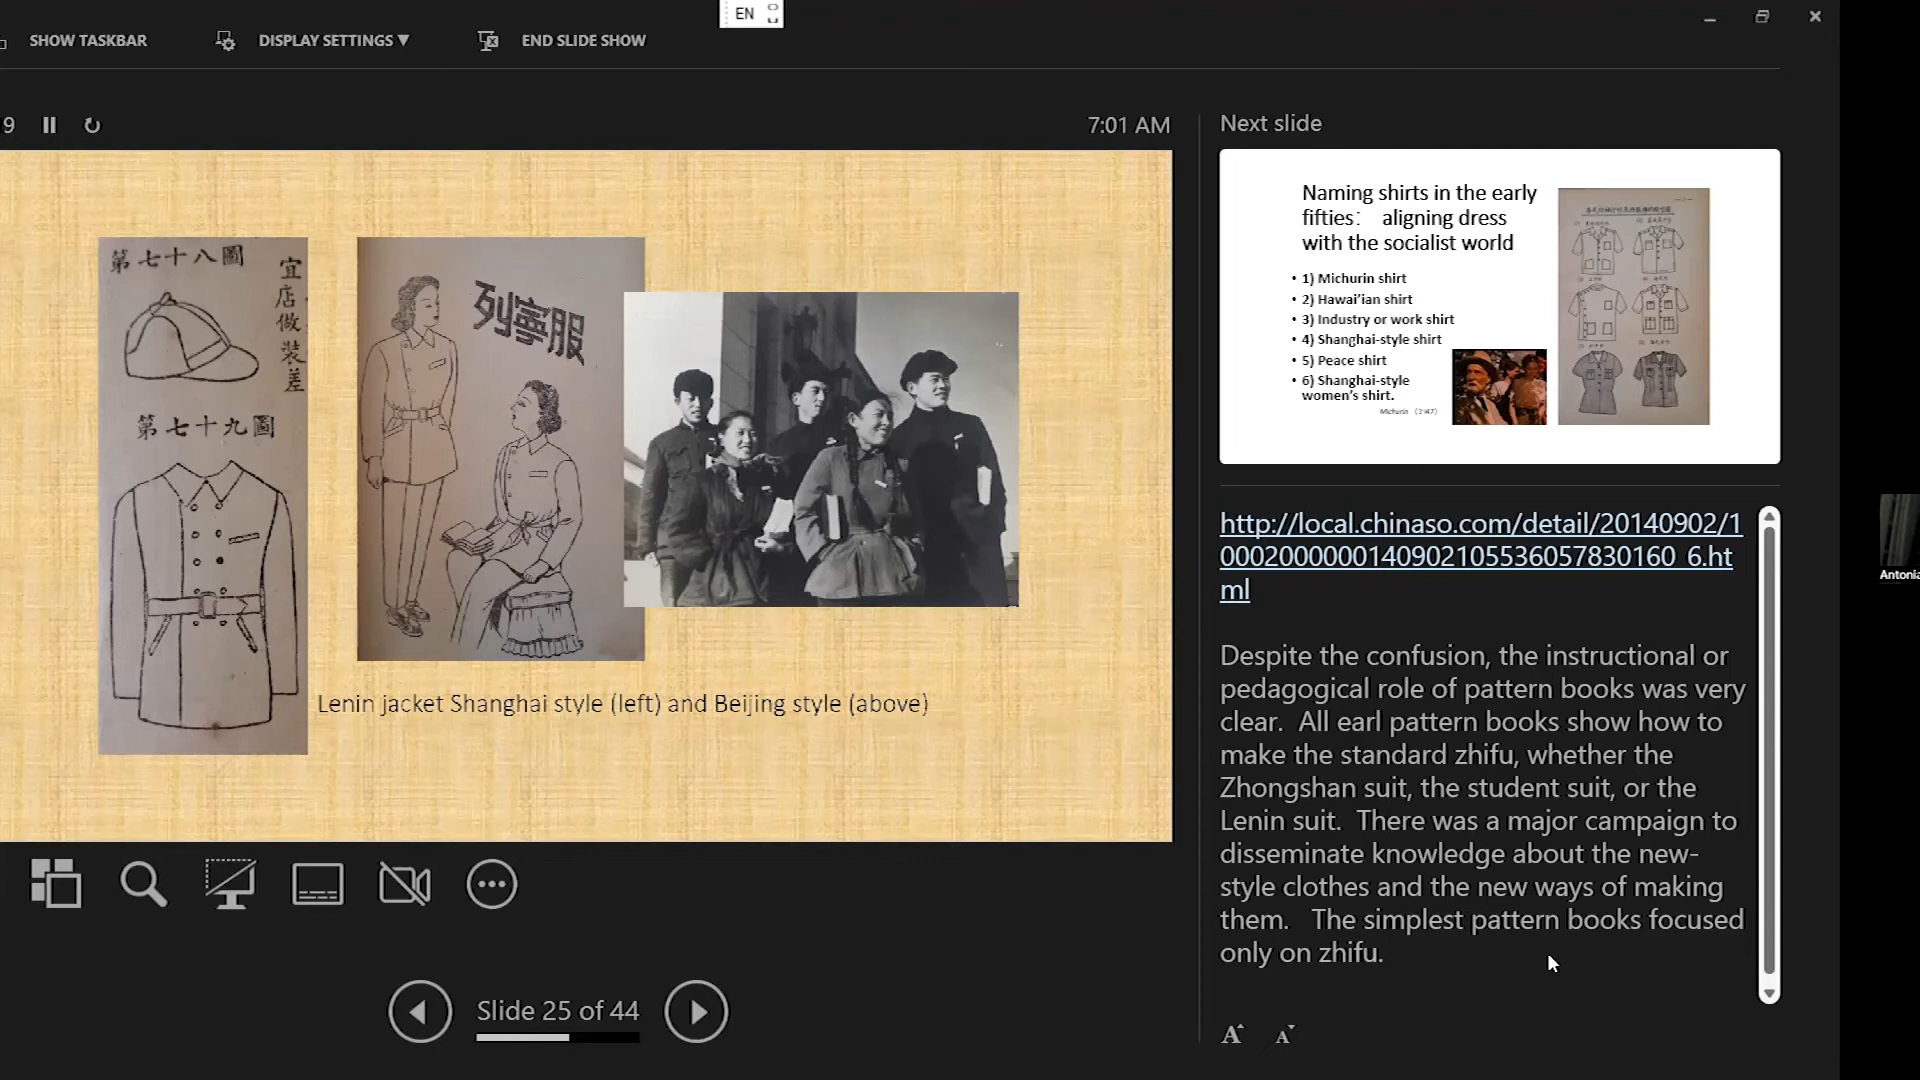 EN
SHOW TASKBAR
DISPLAY SETTINGS ▼
END SLIDE SHOW
9
7:01 AM
第七十八圖
宜店做裝差
第七十九圖
列寧服
Lenin jacket Shanghai style (left) and Beijing style (above)
Next slide
Naming shirts in the early
fifties: aligning dress
with the socialist world
• 1) Michurin shirt
• 2) Hawai'ian shirt
• 3) Industry or work shirt
• 4) Shanghai-style shirt
• 5) Peace shirt
• 6) Shanghai-style
women's shirt.
Michurin
http://local.chinaso.com/detail/20140902/1
000200000014090210553605783016​0_6.ht
ml
Despite the confusion, the instructional or
pedagogical role of pattern books was very
clear. All earl pattern books show how to
make the standard zhifu, whether the
Zhongshan suit, the student suit, or the
Lenin suit. There was a major campaign to
disseminate knowledge about the new-
style clothes and the new ways of making
them. The simplest pattern books focused
only on zhifu.
Slide 25 of 44
A A
Antonia